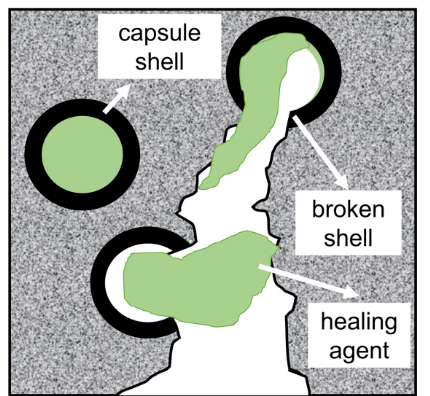 capsule
shell
broken
shell
healing
agent